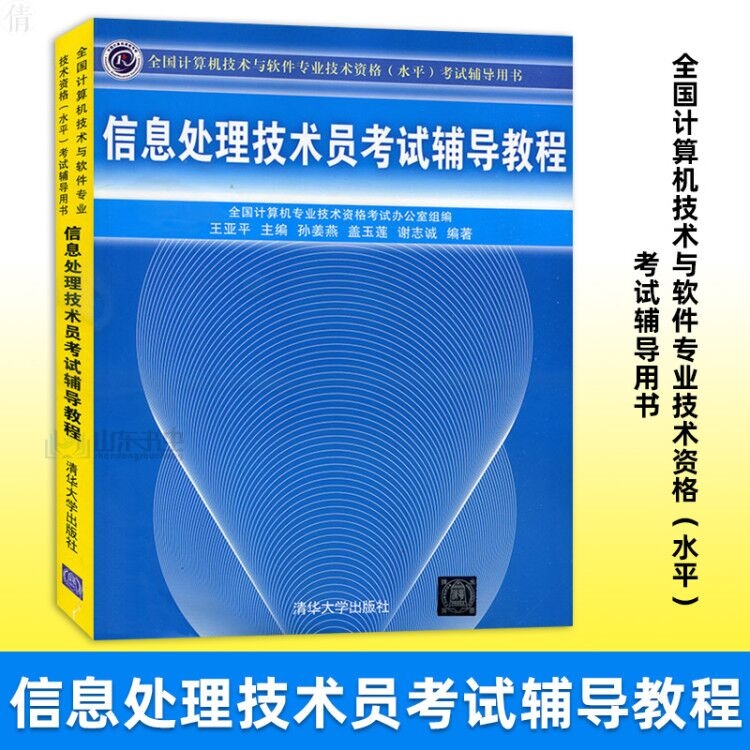 倩
全国计算机技术与软件专业技术资格（水平）考试辅导用书
信息处理技术员考试辅导教程
全国计算机专业技术资格考试办公室组编
王亚平 主编 孙姜燕 盖玉莲 谢志诚 编著
清华大学出版社
全国计算机技术与软件专业
技术资格（水平）考试辅导用书
信息处理技术员考试辅导教程
清华大学出版社
全国计算机技术与软件专业技术资格（水平）
考试辅导用书
信息处理技术员考试辅导教程